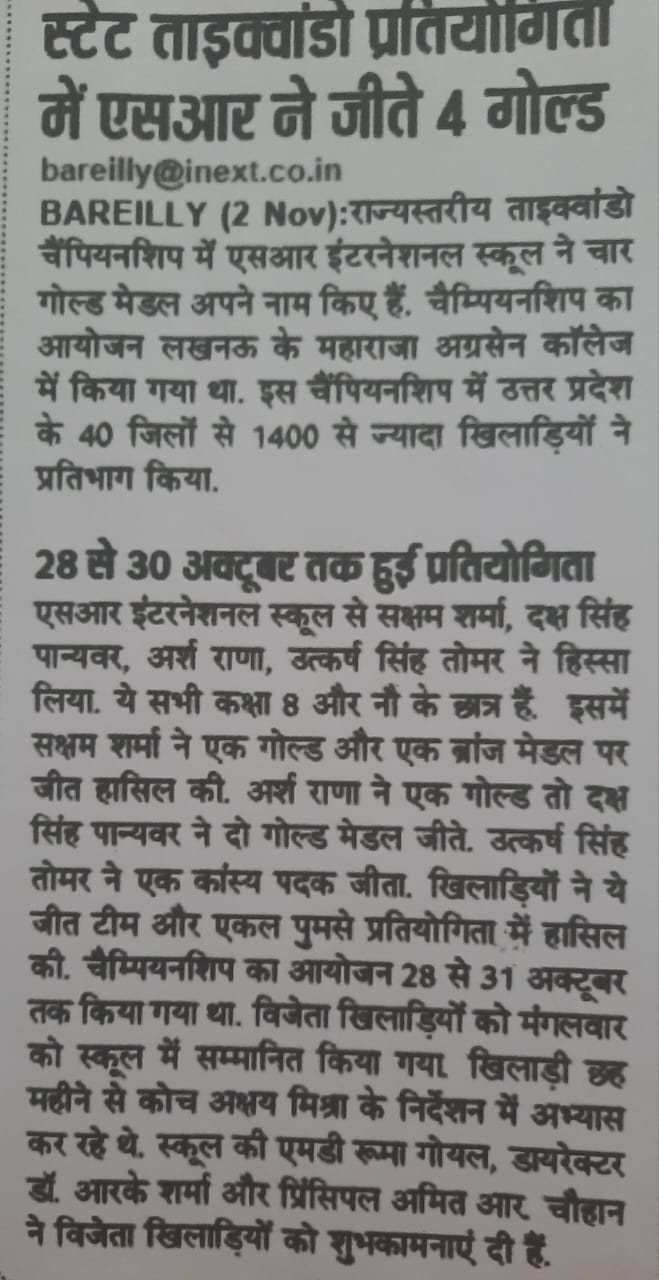 स्टेट ताइक्वांडो प्रतियोगिता
में एसआर ने जीते 4 गोल्ड
bareilly@inext.co.in
BAREILLY (2 Nov):राज्यस्तरीय ताइक्वांडो
चैंपियनशिप में एसआर इंटरनेशनल स्कूल ने चार
गोल्ड मेडल अपने नाम किए हैं. चैम्पियनशिप का
आयोजन लखनऊ के महाराजा अग्रसेन कॉलेज
में किया गया था. इस चैंपियनशिप में उत्तर प्रदेश
के 40 जिलों से 1400 से ज्यादा खिलाड़ियों ने
प्रतिभाग किया.
28 से 30 अक्टूबर तक हुई प्रतियोगिता
एसआर इंटरनेशनल स्कूल से सक्षम शर्मा, दक्ष सिंह
पान्यवर, अर्श राणा, उत्कर्ष सिंह तोमर ने हिस्सा
लिया. ये सभी कक्षा 8 और नौ के छात्र हैं. इसमें
सक्षम शर्मा ने एक गोल्ड और एक ब्रांज मेडल पर
जीत हासिल की. अर्श राणा ने एक गोल्ड तो दक्ष
सिंह पान्यवर ने दो गोल्ड मेडल जीते. उत्कर्ष सिंह
तोमर ने एक कांस्य पदक जीता. खिलाड़ियों ने ये
जीत टीम और एकल पुमसे प्रतियोगिता में हासिल
की. चैम्पियनशिप का आयोजन 28 से 31 अक्टूबर
तक किया गया था. विजेता खिलाड़ियों को मंगलवार
को स्कूल में सम्मानित किया गया. खिलाड़ी छह
महीने से कोच अक्षय मिश्रा के निर्देशन में अभ्यास
कर रहे थे. स्कूल की एमडी रूमा गोयल, डायरेक्टर
डॉ. आरके शर्मा और प्रिंसिपल अमित आर. चौहान
ने विजेता खिलाड़ियों को शुभकामनाएं दी हैं.